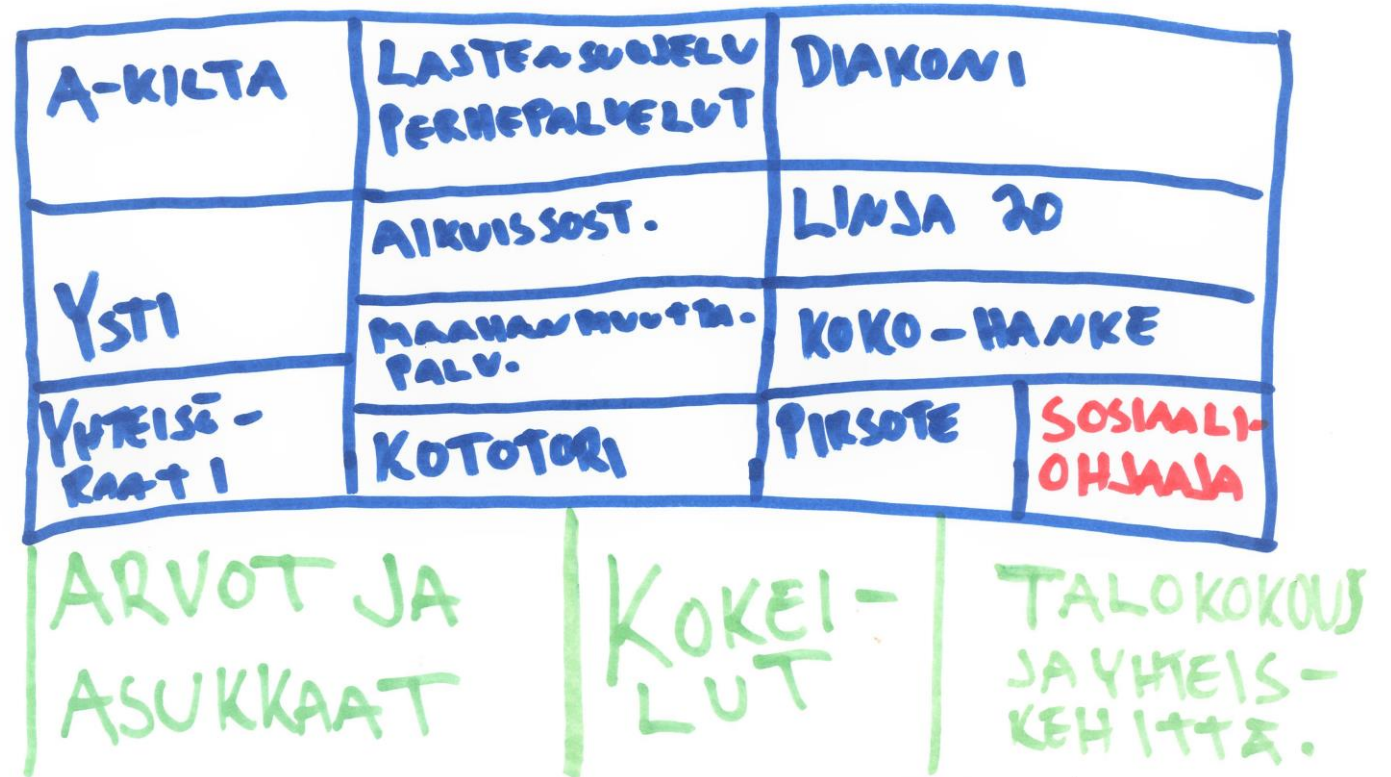 A-KILTA
YSTI
YHTEISÖ-
RAATI
LASTENSUOJELU
PERHEPALVELUT
AIKUISSOST.
MAAHANMUUTTA.
PALV.
KOTOTORI
DIAKONI
LINJA 20
KOKO-HANKE
PIRSOTE
SOSIAALI-
OHJAAJA
ARVOT JA
ASUKKAAT
KOKEI-
LUT
TALOKOKOUS
JA YHTEIS-
KEHITTÄ.